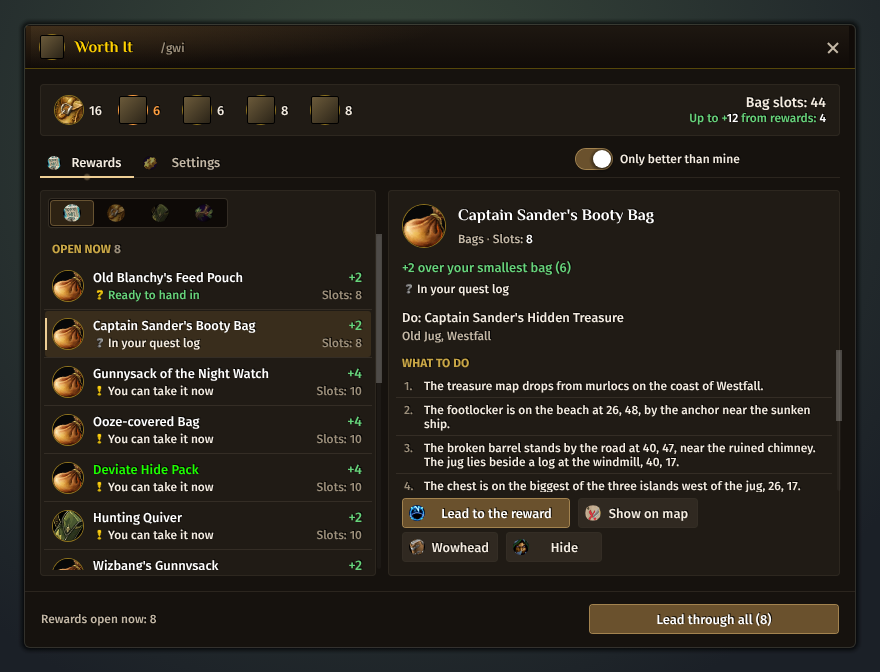 Worth It /gwi
16 6 6 8 8
Bag slots: 44
Up to +12 from rewards: 4
Rewards
Settings
Only better than mine
OPEN NOW 8
Old Blanchy's Feed Pouch +2
? Ready to hand in Slots: 8
Captain Sander's Booty Bag +2
? In your quest log Slots: 8
Gunnysack of the Night Watch +4
! You can take it now Slots: 10
Ooze-covered Bag +4
! You can take it now Slots: 10
Deviate Hide Pack +4
! You can take it now Slots: 10
Hunting Quiver +2
! You can take it now Slots: 10
Wizbang's Gunnysack +2
Captain Sander's Booty Bag
Bags · Slots: 8
+2 over your smallest bag (6)
? In your quest log
Do: Captain Sander's Hidden Treasure
Old Jug, Westfall
WHAT TO DO
1. The treasure map drops from murlocs on the coast of Westfall.
2. The footlocker is on the beach at 26, 48, by the anchor near the sunken
ship.
3. The broken barrel stands by the road at 40, 47, near the ruined chimney.
The jug lies beside a log at the windmill, 40, 17.
4. The chest is on the biggest of the three islands west of the jug, 26, 17.
Lead to the reward
Show on map
Wowhead
Hide
Rewards open now: 8
Lead through all (8)